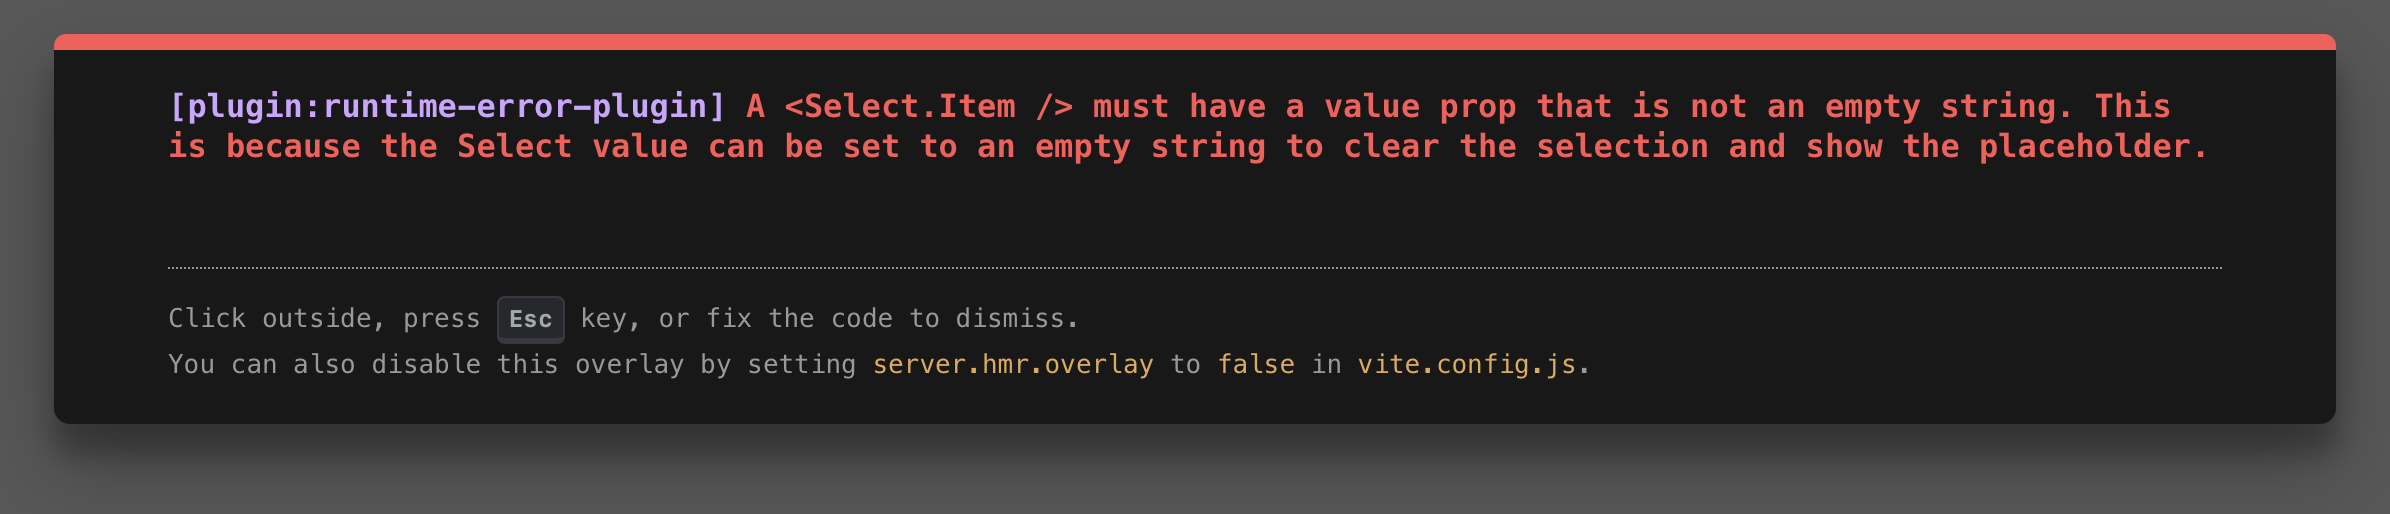 [plugin:runtime-error-plugin] A <Select.Item /> must have a value prop that is not an empty string. This
is because the Select value can be set to an empty string to clear the selection and show the placeholder.
Click outside, press Esc key, or fix the code to dismiss.
You can also disable this overlay by setting server.hmr.overlay to false in vite.config.js.